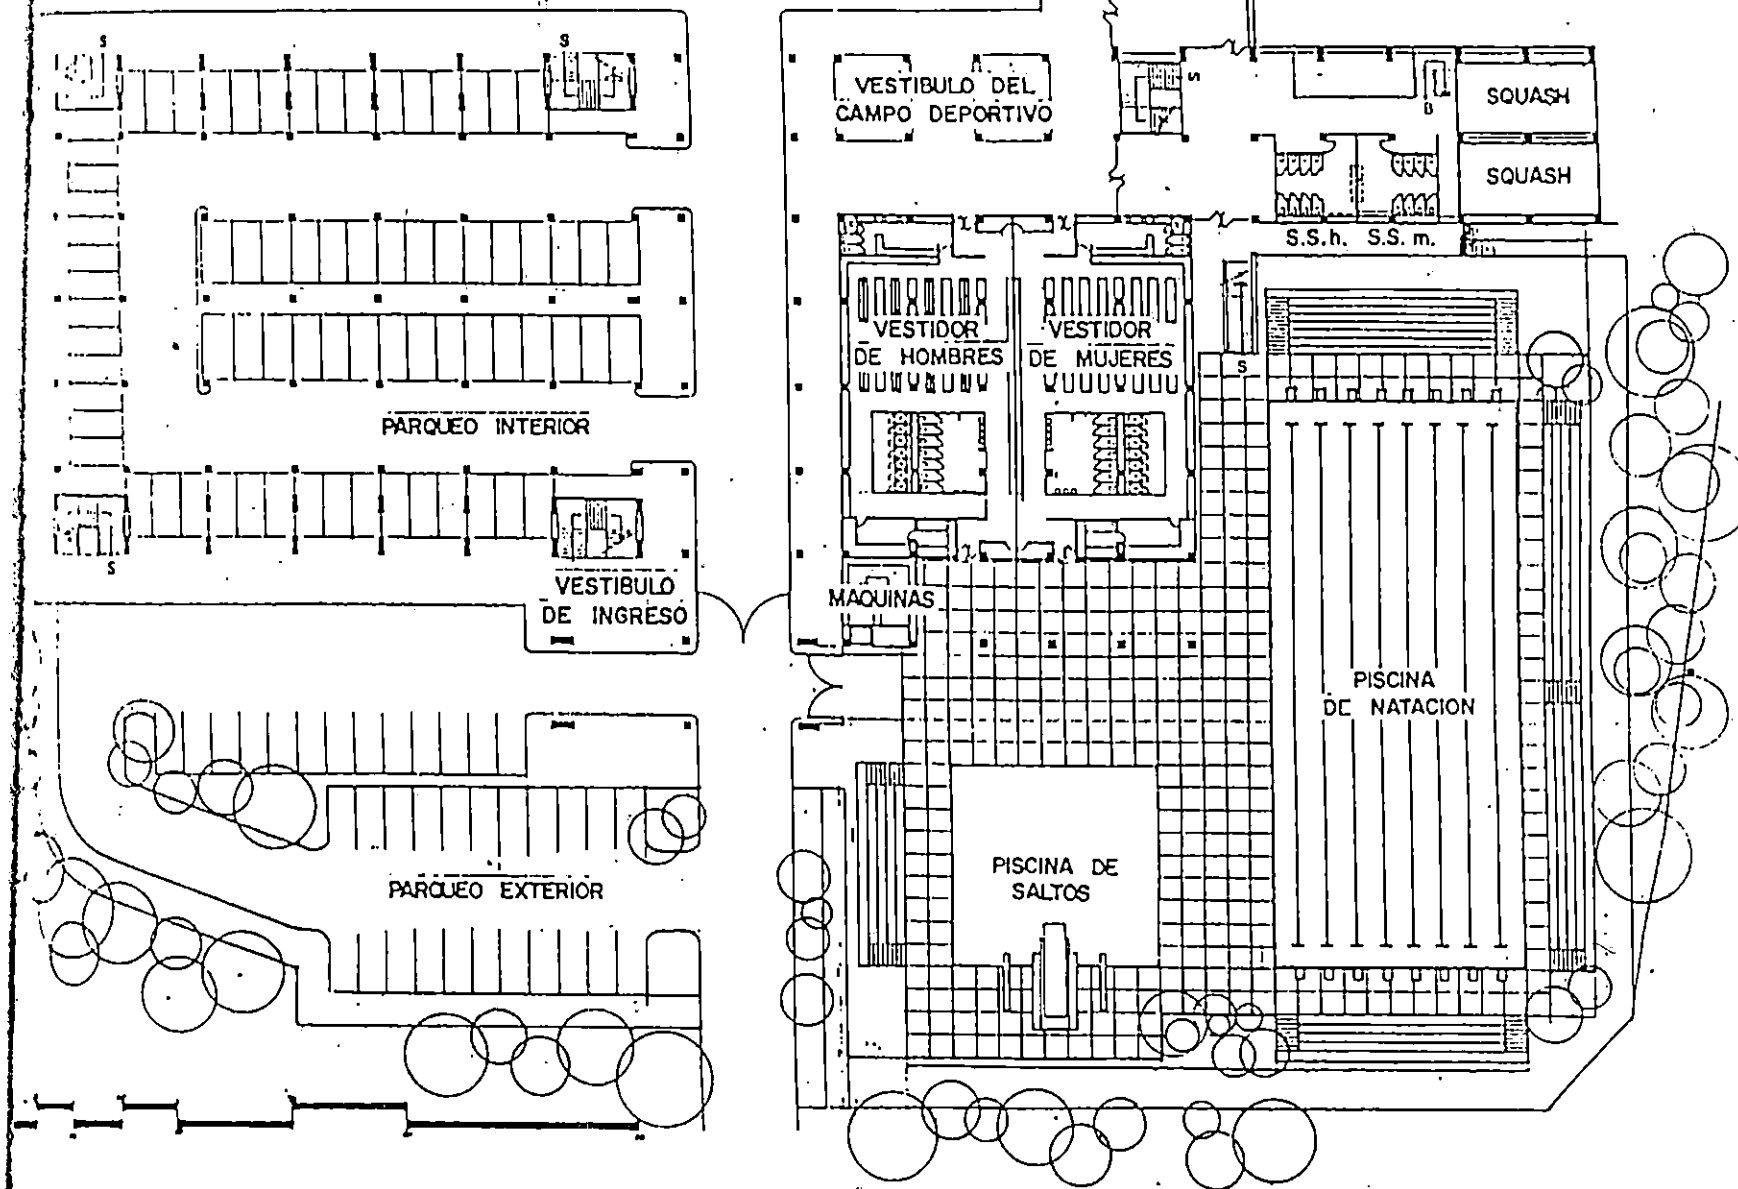 S
S
VESTIBULO DEL
CAMPO DEPORTIVO
S
B
SQUASH
SQUASH
S.S.h. S.S.m.
VESTIDOR
DE HOMBRES
VESTIDOR
DE MUJERES
S
PARQUEO INTERIOR
S
VESTIBULO
DE INGRESO
MAQUINAS
PISCINA
DE NATACION
PARQUEO EXTERIOR
PISCINA DE
SALTOS